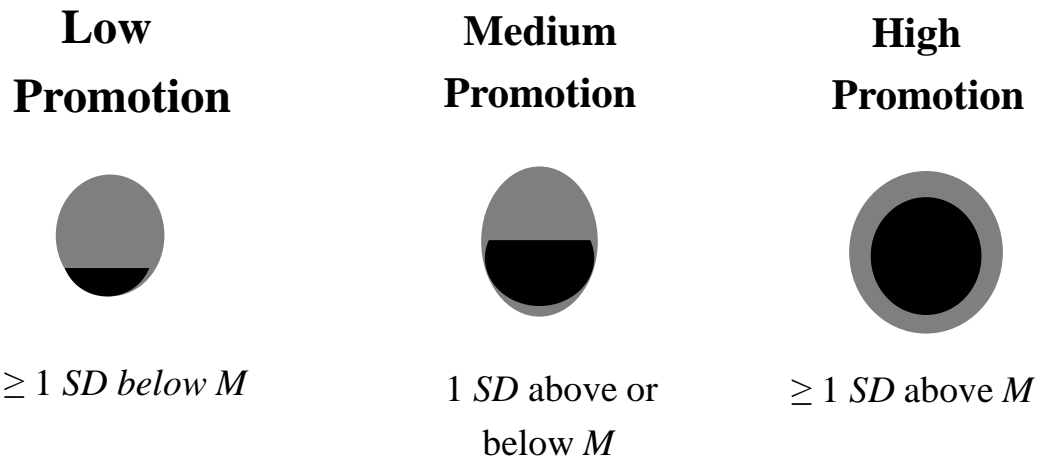 Low
Promotion
Medium
Promotion
High
Promotion
≥ 1 SD below M
1 SD above or
below M
≥ 1 SD above M